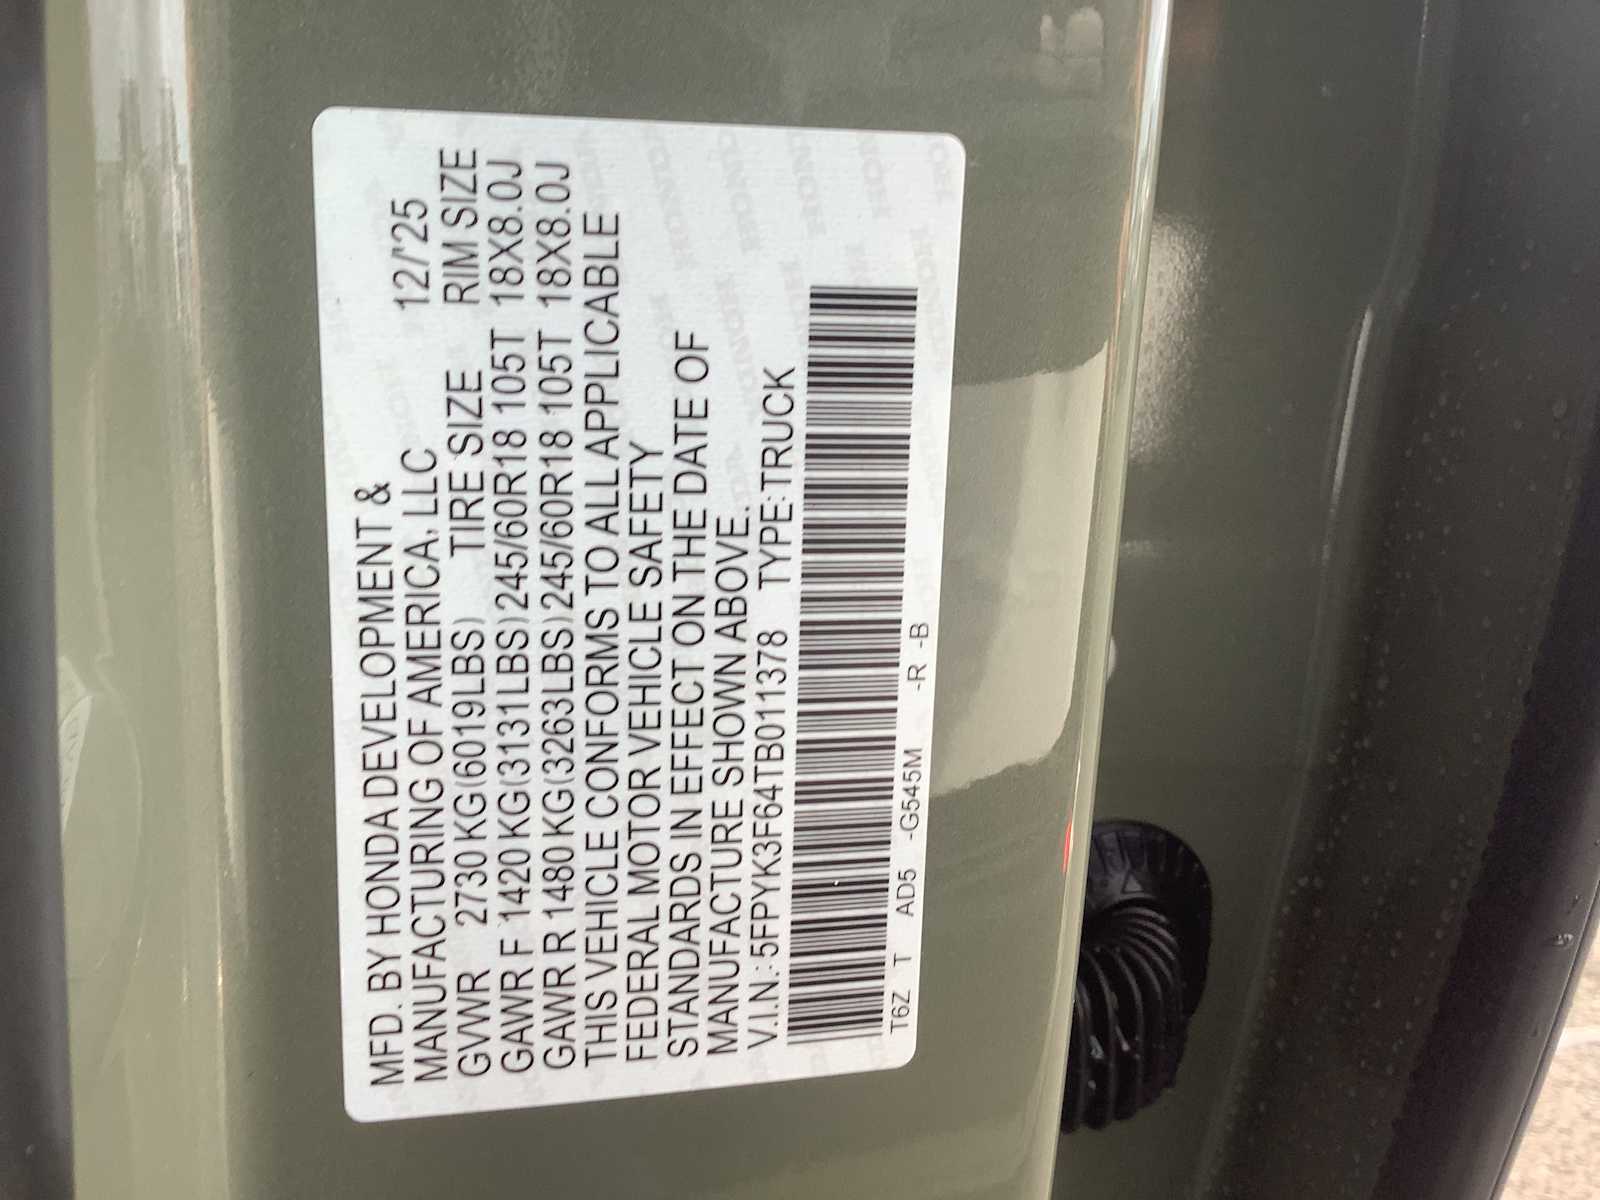 MFD. BY HONDA DEVELOPMENT &
MANUFACTURING OF AMERICA, LLC 12/'25
GVWR 2730 KG (6019LBS) TIRE SIZE RIM SIZE
GAWR F 1420 KG (3131LBS) 245/60R18 105T 18X8.0J
GAWR R 1480 KG (3263LBS) 245/60R18 105T 18X8.0J
THIS VEHICLE CONFORMS TO ALL APPLICABLE
FEDERAL MOTOR VEHICLE SAFETY
STANDARDS IN EFFECT ON THE DATE OF
MANUFACTURE SHOWN ABOVE.
V.I.N.: 5FPYK3F64TB011378 TYPE: TRUCK
T6Z T AD5 -G545M -R -B